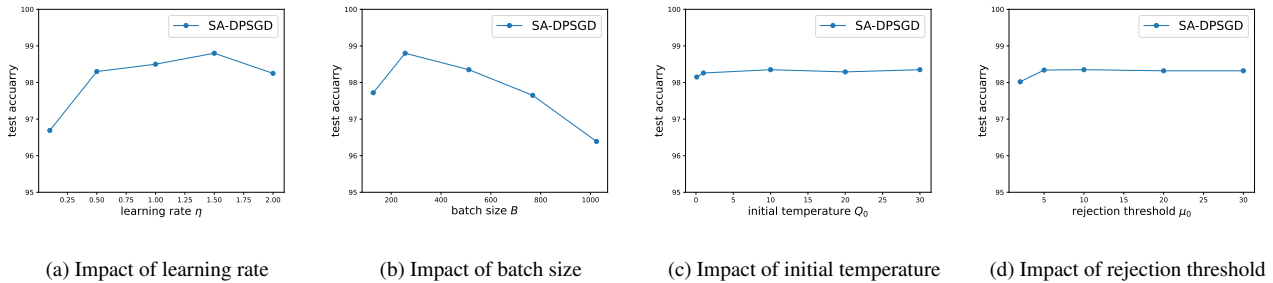 100
99
98
97
96
95
test accuarry
SA-DPSGD
0.25 0.50 0.75 1.00 1.25 1.50 1.75 2.00
learning rate η
(a) Impact of learning rate
100
99
98
97
96
95
test accuarry
SA-DPSGD
200 400 600 800 1000
batch size B
(b) Impact of batch size
100
99
98
97
96
95
test accuarry
SA-DPSGD
0 5 10 15 20 25 30
initial temperature Q₀
(c) Impact of initial temperature
100
99
98
97
96
95
test accuarry
SA-DPSGD
5 10 15 20 25 30
rejection threshold μ₀
(d) Impact of rejection threshold